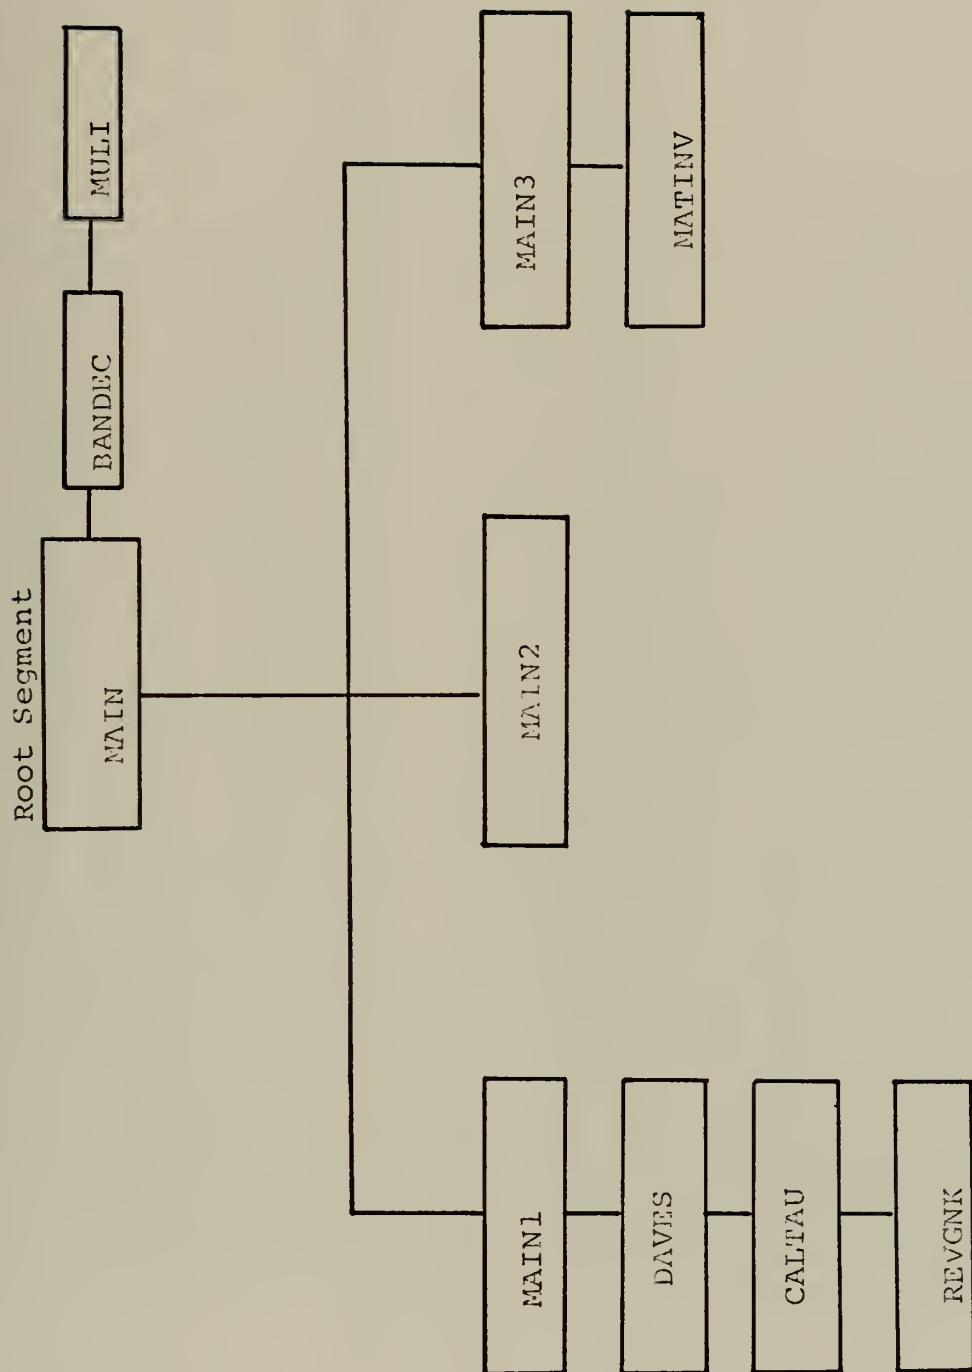 Root Segment
MAIN
BANDEC
MULI
MAIN1
MAIN2
MAIN3
DAVES
MATINV
CALTAU
REVGNK